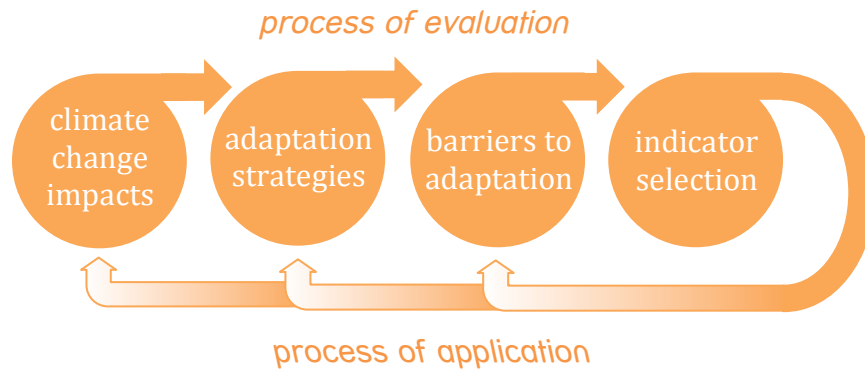 process of evaluation
climate
change
impacts
adaptation
strategies
barriers to
adaptation
indicator
selection
process of application